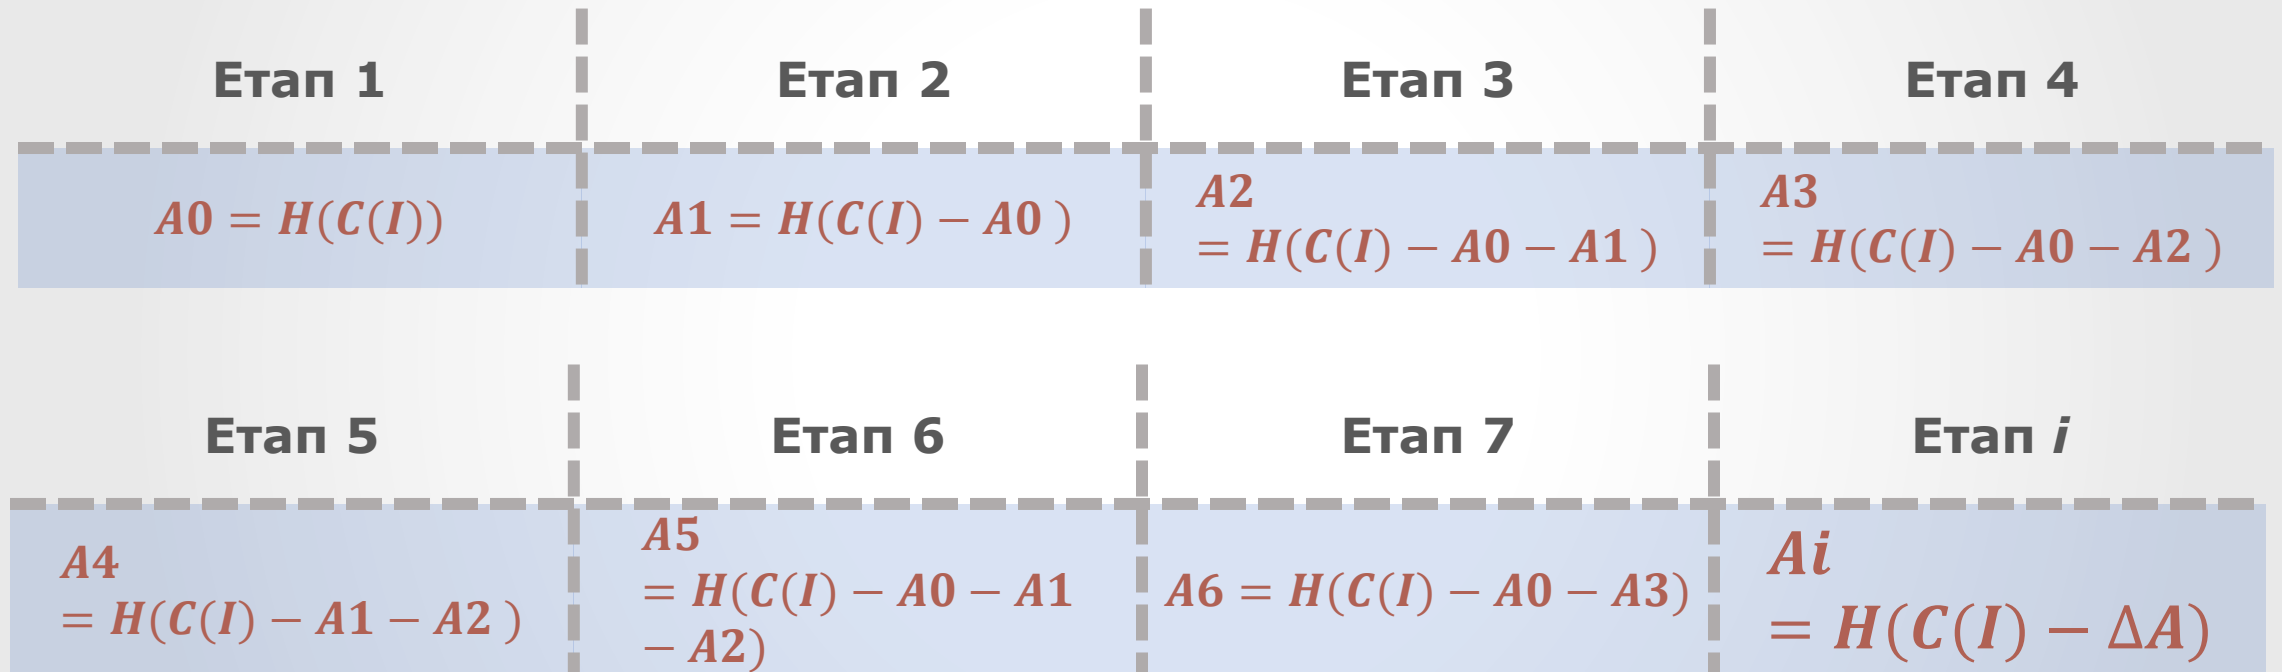 Етап 1 Етап 2 Етап 3 Етап 4
A0 = H(C(I)) A1 = H(C(I) − A0 ) A2 A3
= H(C(I) − A0 − A1 ) = H(C(I) − A0 − A2 )
Етап 5 Етап 6 Етап 7 Етап i
A4 A5 Ai
= H(C(I) − A1 − A2 ) = H(C(I) − A0 − A1 A6 = H(C(I) − A0 − A3) = H(C(I) − ΔA)
− A2)